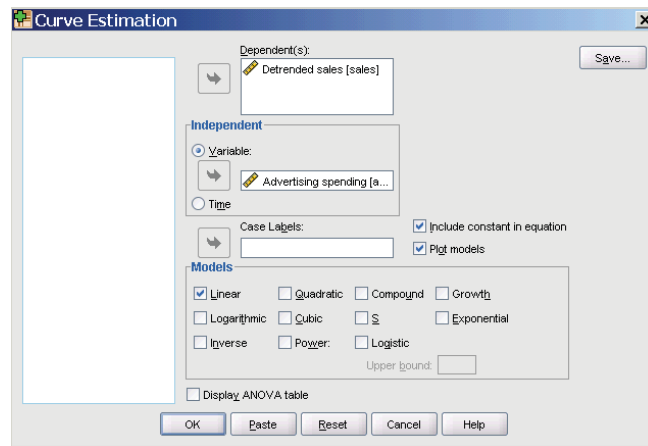 Curve Estimation
Dependent(s):
Detrended sales [sales]
Save...
Independent
Variable:
Advertising spending [a...
Time
Case Labels:
Include constant in equation
Plot models
Models
Linear Quadratic Compound Growth
Logarithmic Cubic S Exponential
Inverse Power: Logistic
Upper bound:
Display ANOVA table
OK Paste Reset Cancel Help